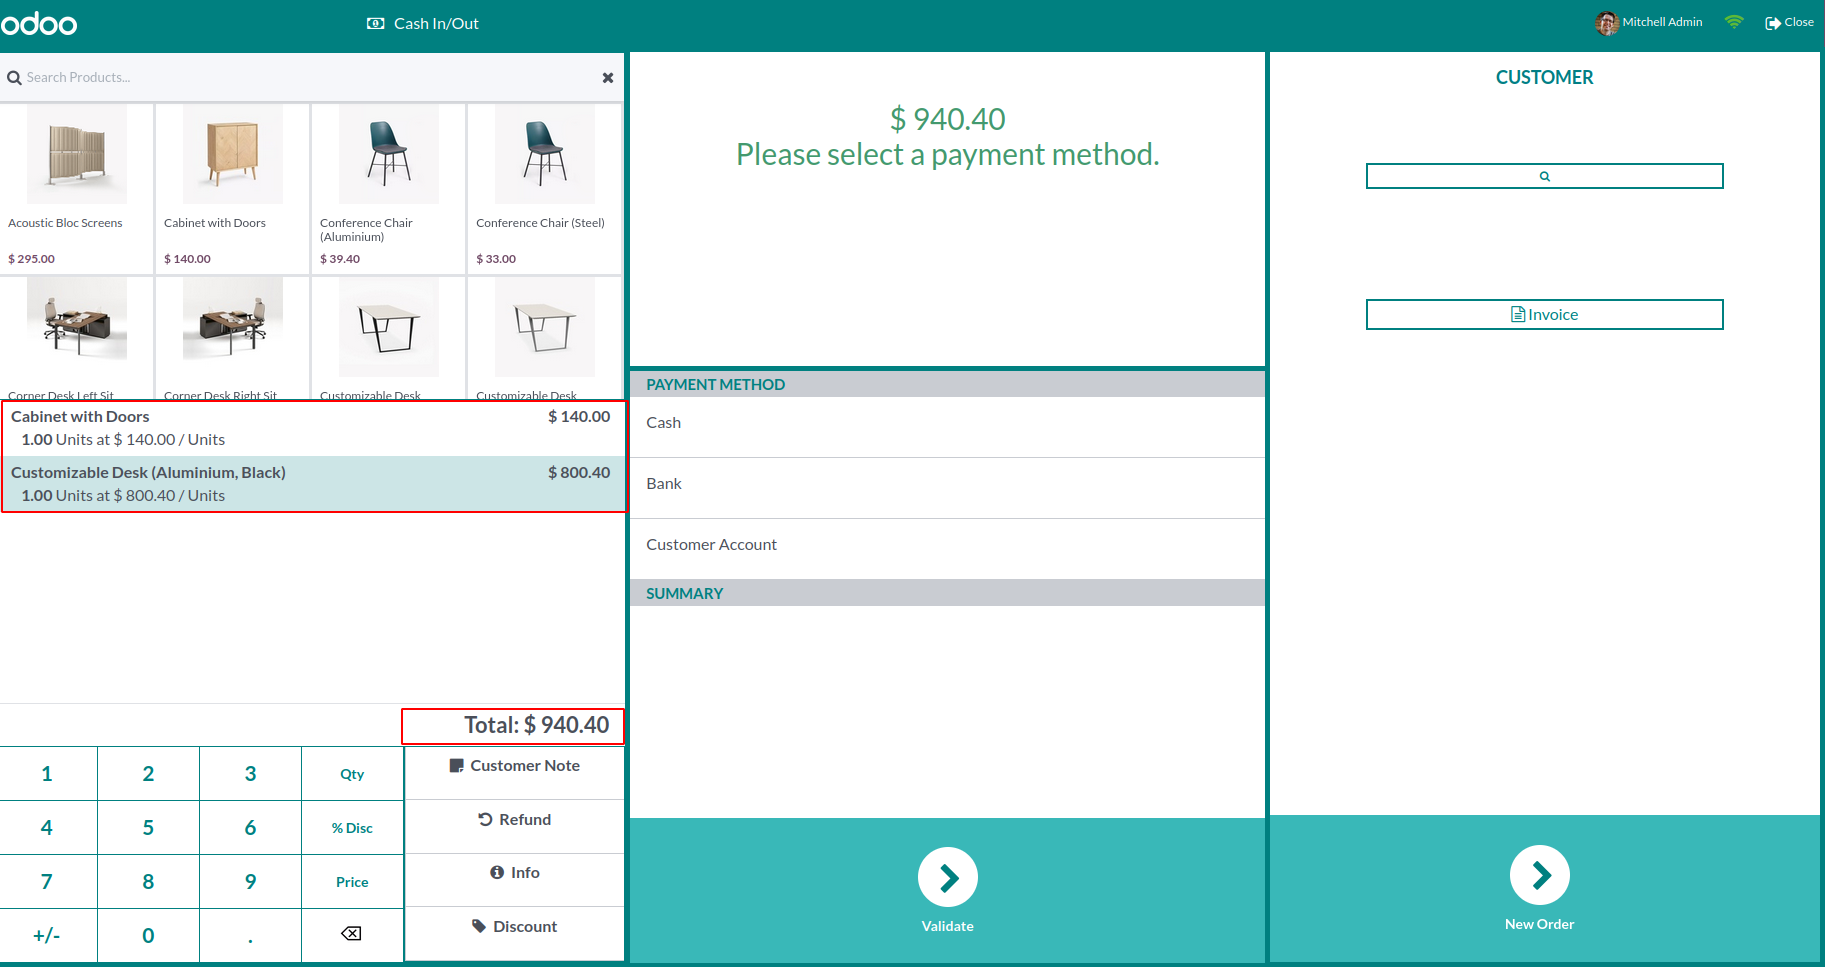 odoo
Cash In/Out
Mitchell Admin
Close
Search Products...
Acoustic Bloc Screens
$ 295.00
Cabinet with Doors
$ 140.00
Conference Chair
(Aluminium)
$ 39.40
Conference Chair (Steel)
$ 33.00
Corner Desk Left Sit
Corner Desk Right Sit
Customizable Desk
Customizable Desk
Cabinet with Doors $ 140.00
1.00 Units at $ 140.00 / Units
Customizable Desk (Aluminium, Black) $ 800.40
1.00 Units at $ 800.40 / Units
Total: $ 940.40
1 2 3 Qty
4 5 6 % Disc
7 8 9 Price
+/- 0 .
Customer Note
Refund
Info
Discount
$ 940.40
Please select a payment method.
PAYMENT METHOD
Cash
Bank
Customer Account
SUMMARY
Validate
CUSTOMER
Invoice
New Order